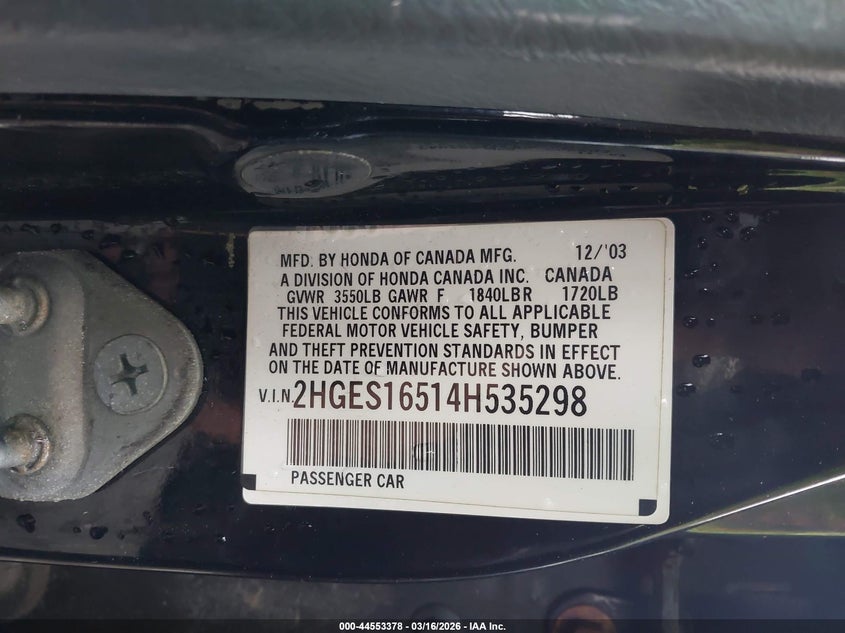 MFD. BY HONDA OF CANADA MFG. 12/'03
A DIVISION OF HONDA CANADA INC. CANADA
GVWR 3550LB GAWR F 1840LBR 1720LB
THIS VEHICLE CONFORMS TO ALL APPLICABLE
FEDERAL MOTOR VEHICLE SAFETY, BUMPER
AND THEFT PREVENTION STANDARDS IN EFFECT
ON THE DATE OF MANUFACTURE SHOWN ABOVE.
V.I.N. 2HGES16514H535298
PASSENGER CAR
000-44553378 - 03/16/2026 - IAA Inc.